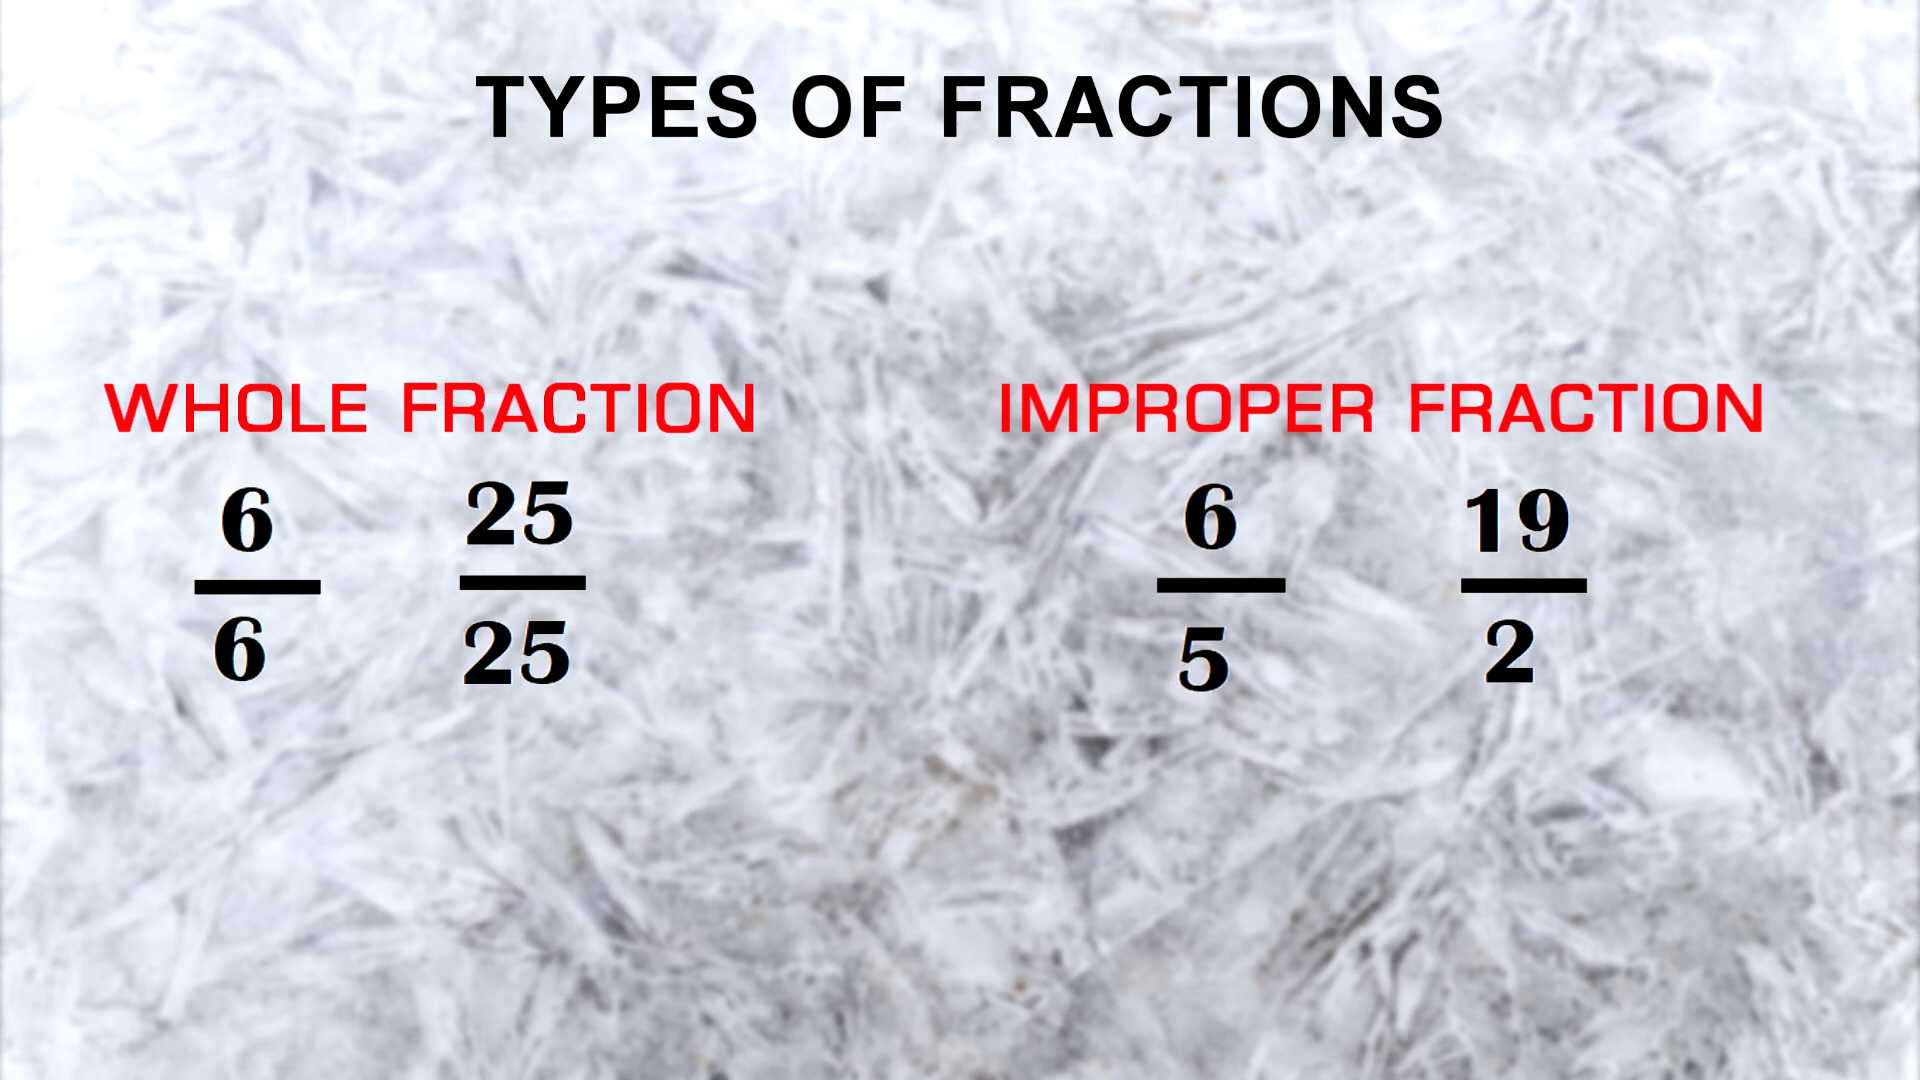 TYPES OF FRACTIONS
WHOLE FRACTION
6/6 25/25
IMPROPER FRACTION
6/5 19/2